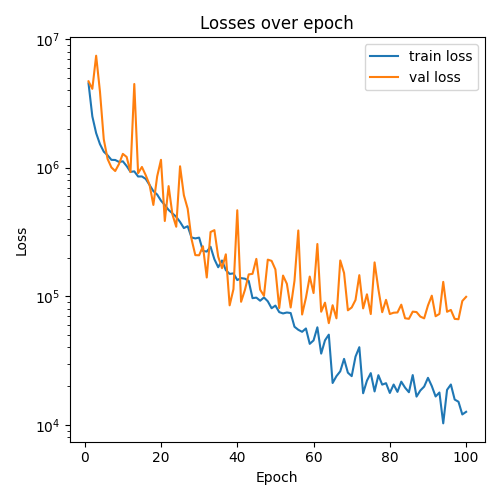 Losses over epoch
train loss
val loss
Loss
10⁷
10⁶
10⁵
10⁴
0 20 40 60 80 100
Epoch